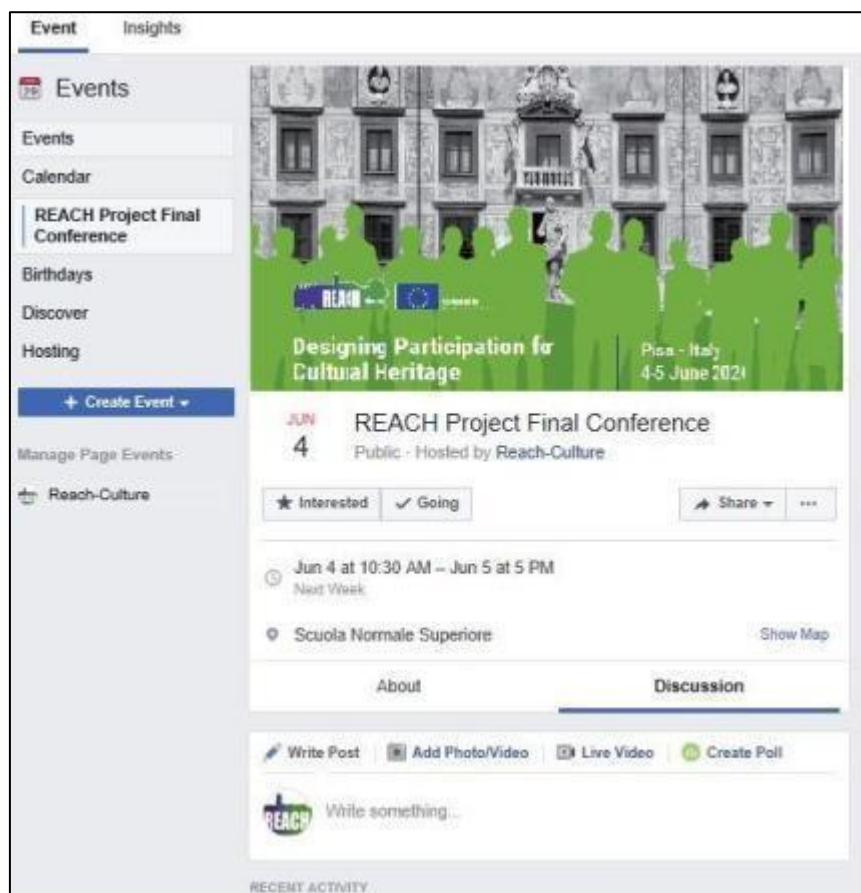 Event Insights
Events
Events
Calendar
REACH Project Final
Conference
Birthdays
Discover
Hosting
+ Create Event
Manage Page Events
Reach-Culture
REACH
Designing Participation for
Cultural Heritage
Pisa - Italy
4-5 June 202
JUN
4
REACH Project Final Conference
Public · Hosted by Reach-Culture
Interested Going Share ...
Jun 4 at 10:30 AM – Jun 5 at 5 PM
Next Week
Scuola Normale Superiore Show Map
About Discussion
Write Post Add Photo/Video Live Video Create Poll
REACH
Write something...
RECENT ACTIVITY